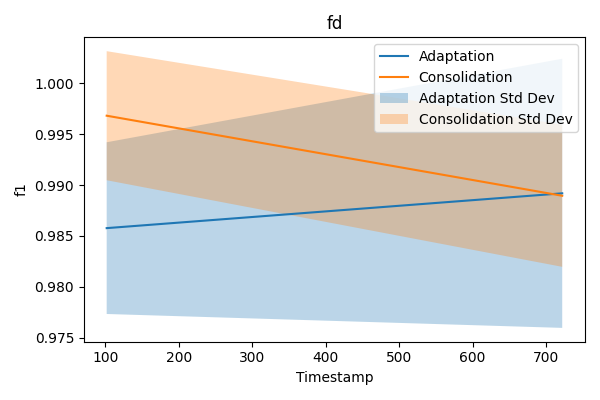 fd
Adaptation
Consolidation
Adaptation Std Dev
Consolidation Std Dev
f1
1.000
0.995
0.990
0.985
0.980
0.975
100 200 300 400 500 600 700
Timestamp